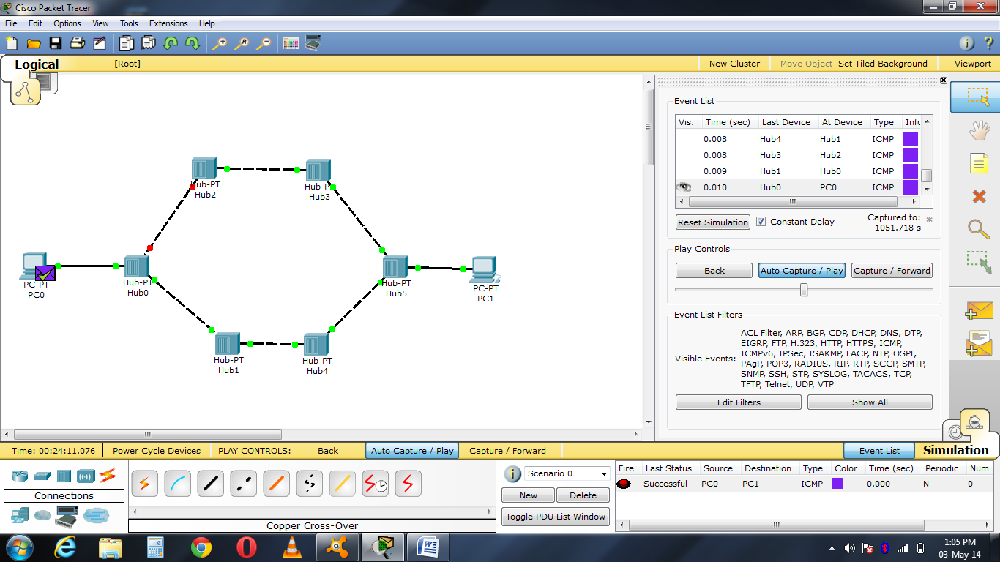 Cisco Packet Tracer
File Edit Options View Tools Extensions Help
Logical [Root] New Cluster Move Object Set Tiled Background Viewport
Hub-PT
Hub2
Hub-PT
Hub3
PC-PT
PC0
Hub-PT
Hub0
Hub-PT
Hub5
PC-PT
PC1
Hub-PT
Hub1
Hub-PT
Hub4
Event List
Vis. Time (sec) Last Device At Device Type Info
0.008 Hub4 Hub1 ICMP
0.008 Hub3 Hub2 ICMP
0.009 Hub1 Hub0 ICMP
0.010 Hub0 PC0 ICMP
Reset Simulation Constant Delay Captured to: *
1051.718 s
Play Controls
Back Auto Capture / Play Capture / Forward
Event List Filters
Visible Events:
ACL Filter, ARP, BGP, CDP, DHCP, DNS, DTP,
EIGRP, FTP, H.323, HTTP, HTTPS, ICMP,
ICMPv6, IPSec, ISAKMP, LACP, NTP, OSPF,
PAgP, POP3, RADIUS, RIP, RTP, SCCP, SMTP,
SNMP, SSH, STP, SYSLOG, TACACS, TCP,
TFTP, Telnet, UDP, VTP
Edit Filters Show All
Time: 00:24:11.076 Power Cycle Devices PLAY CONTROLS: Back Auto Capture / Play Capture / Forward Event List Simulation
Connections
Copper Cross-Over
Scenario 0
New Delete
Toggle PDU List Window
Fire Last Status Source Destination Type Color Time (sec) Periodic Num
Successful PC0 PC1 ICMP 0.000 N 0
1:05 PM
03-May-14